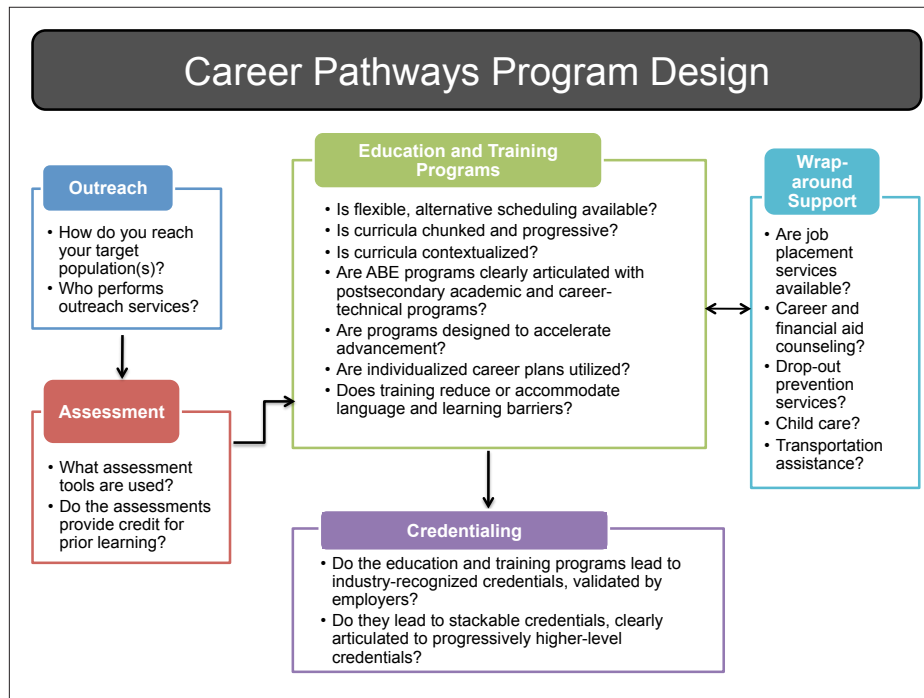 Career Pathways Program Design
Outreach
• How do you reach
your target
population(s)?
• Who performs
outreach services?
Assessment
• What assessment
tools are used?
• Do the assessments
provide credit for
prior learning?
Education and Training
Programs
• Is flexible, alternative scheduling available?
• Is curricula chunked and progressive?
• Is curricula contextualized?
• Are ABE programs clearly articulated with
postsecondary academic and career-
technical programs?
• Are programs designed to accelerate
advancement?
• Are individualized career plans utilized?
• Does training reduce or accommodate
language and learning barriers?
Wrap-
around
Support
• Are job
placement
services
available?
• Career and
financial aid
counseling?
• Drop-out
prevention
services?
• Child care?
• Transportation
assistance?
Credentialing
• Do the education and training programs lead to
industry-recognized credentials, validated by
employers?
• Do they lead to stackable credentials, clearly
articulated to progressively higher-level
credentials?